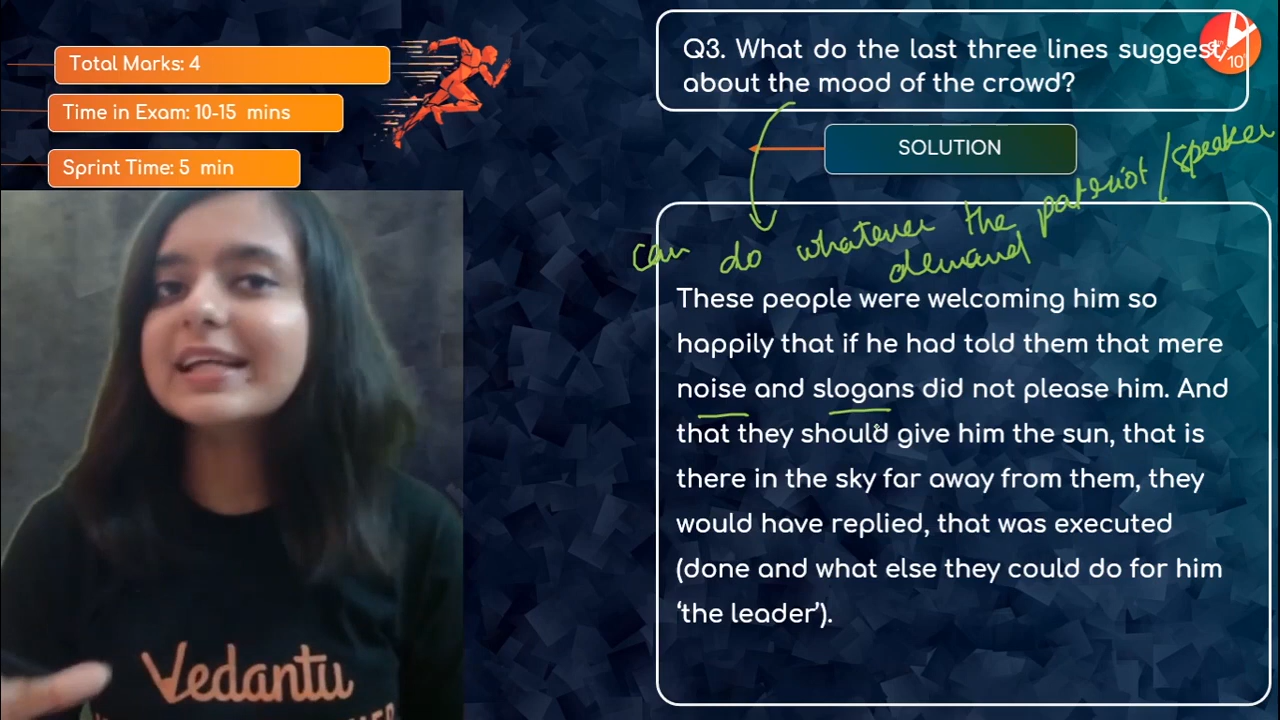 Total Marks: 4
Time in Exam: 10-15 mins
Sprint Time: 5 min
Q3. What do the last three lines suggest
about the mood of the crowd?
10
SOLUTION
can do whatever the patriot/speaker
demand
These people were welcoming him so
happily that if he had told them that mere
noise and slogans did not please him. And
that they should give him the sun, that is
there in the sky far away from them, they
would have replied, that was executed
(done and what else they could do for him
‘the leader’).
Vedantu